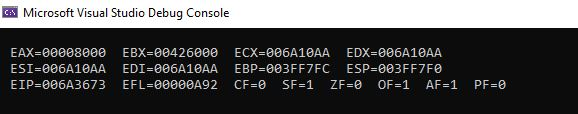 Microsoft Visual Studio Debug Console
EAX=00008000 EBX=00426000 ECX=006A10AA EDX=006A10AA
ESI=006A10AA EDI=006A10AA EBP=003FF7FC ESP=003FF7F0
EIP=006A3673 EFL=00000A92 CF=0 SF=1 ZF=0 OF=1 AF=1 PF=0